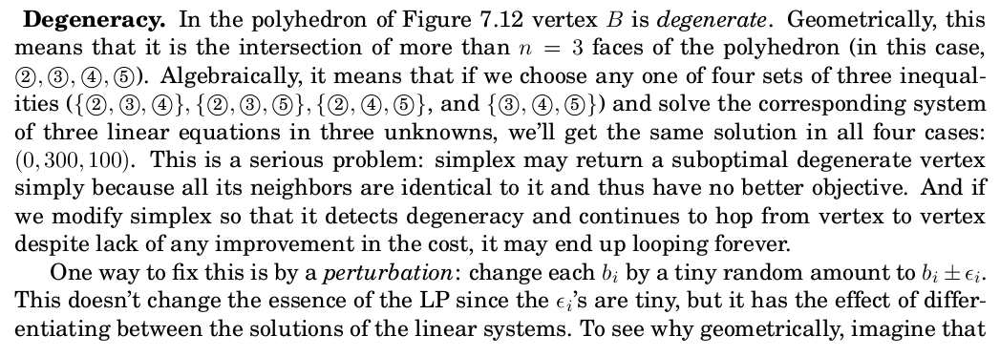 Degeneracy. In the polyhedron of Figure 7.12 vertex B is degenerate. Geometrically, this
means that it is the intersection of more than n = 3 faces of the polyhedron (in this case,
②, ③, ④, ⑤). Algebraically, it means that if we choose any one of four sets of three inequal-
ities ({②, ③, ④}, {②, ③, ⑤}, {②, ④, ⑤}, and {③, ④, ⑤}) and solve the corresponding system
of three linear equations in three unknowns, we'll get the same solution in all four cases:
(0, 300, 100). This is a serious problem: simplex may return a suboptimal degenerate vertex
simply because all its neighbors are identical to it and thus have no better objective. And if
we modify simplex so that it detects degeneracy and continues to hop from vertex to vertex
despite lack of any improvement in the cost, it may end up looping forever.
One way to fix this is by a perturbation: change each bᵢ by a tiny random amount to bᵢ ± ϵᵢ.
This doesn't change the essence of the LP since the ϵᵢ's are tiny, but it has the effect of differ-
entiating between the solutions of the linear systems. To see why geometrically, imagine that